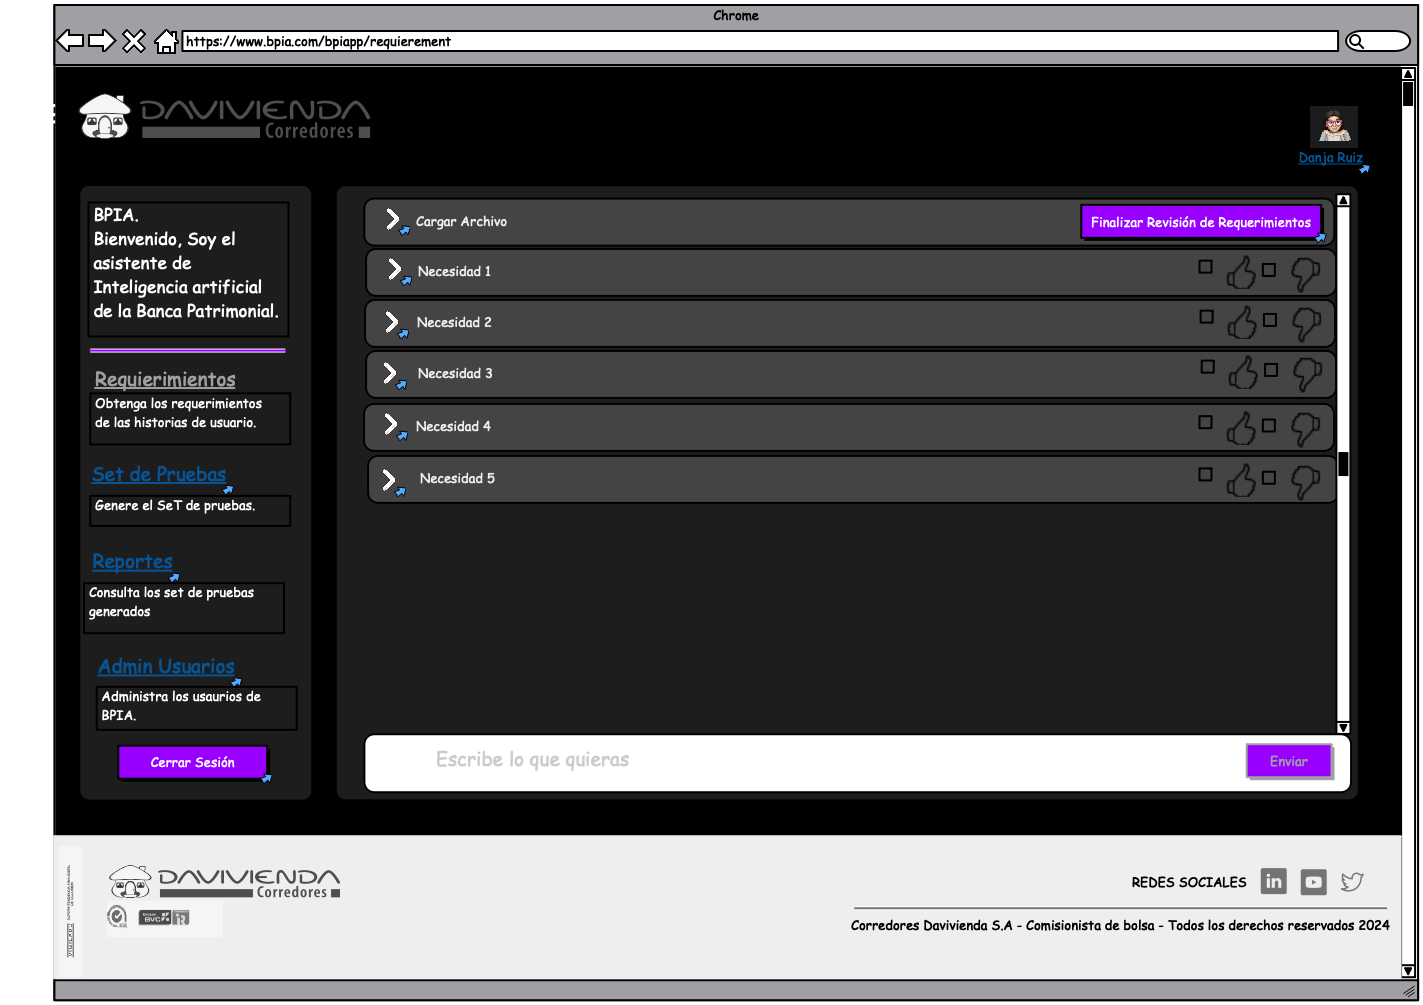 Chrome
https://www.bpia.com/bpiapp/requierement
DAVIVIENDA
Corredores
Danja Ruiz
BPIA.
Bienvenido, Soy el
asistente de
Inteligencia artificial
de la Banca Patrimonial.
Requierimientos
Obtenga los requerimientos
de las historias de usuario.
Set de Pruebas
Genere el SeT de pruebas.
Reportes
Consulta los set de pruebas
generados
Admin Usuarios
Administra los usaurios de
BPIA.
Cerrar Sesión
Cargar Archivo
Finalizar Revisión de Requerimientos
Necesidad 1
Necesidad 2
Necesidad 3
Necesidad 4
Necesidad 5
Escribe lo que quieras
Enviar
DAVIVIENDA
Corredores
BVC
IR
VIGILADO
REDES SOCIALES
in
Corredores Davivienda S.A - Comisionista de bolsa - Todos los derechos reservados 2024